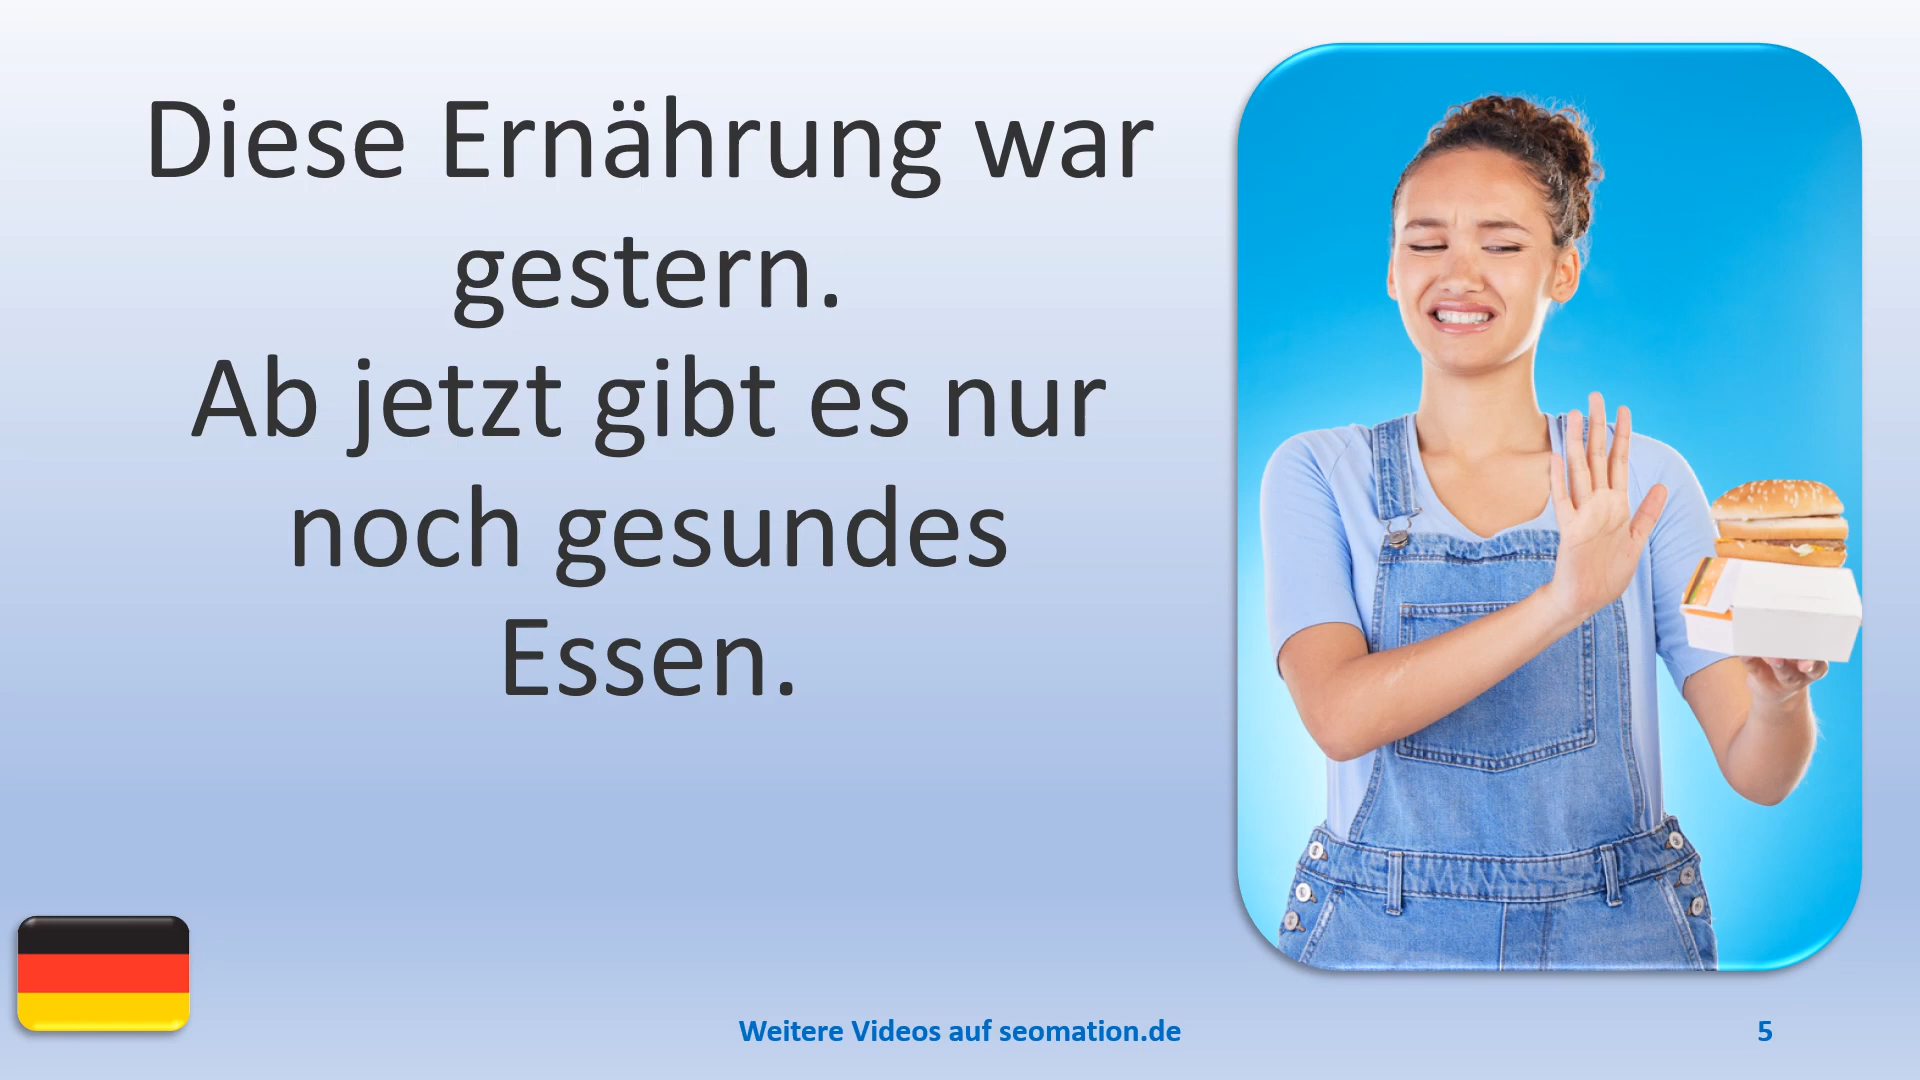 Diese Ernährung war
gestern.
Ab jetzt gibt es nur
noch gesundes
Essen.
Weitere Videos auf seomation.de
5